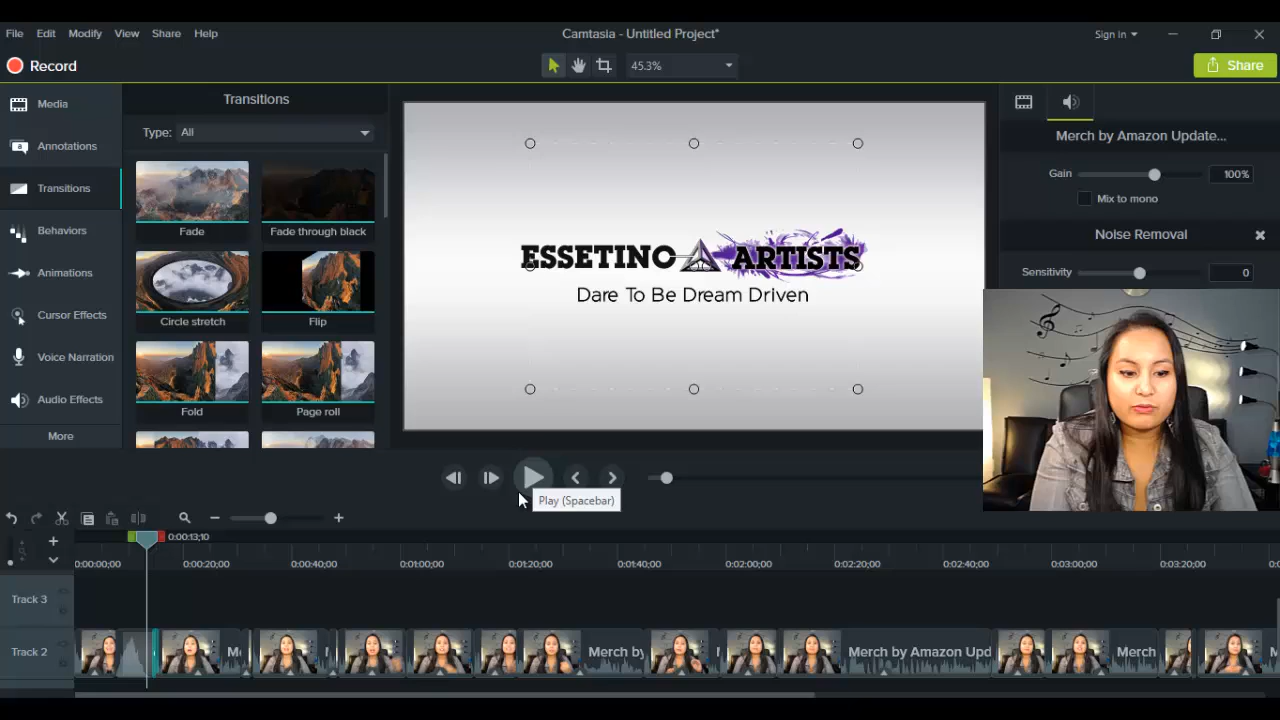 File Edit Modify View Share Help
Camtasia - Untitled Project*
Sign in
Record
45.3%
Share
Media
Annotations
Transitions
Behaviors
Animations
Cursor Effects
Voice Narration
Audio Effects
More
Transitions
Type: All
Fade
Fade through black
Circle stretch
Flip
Fold
Page roll
ESSETINO ARTISTS
Dare To Be Dream Driven
Merch by Amazon Update...
Gain 100%
Mix to mono
Noise Removal
Sensitivity 0
Play (Spacebar)
0:00:13;10
0:00:00;00 0:00:20;00 0:00:40;00 0:01:00;00 0:01:20;00 0:01:40;00 0:02:00;00 0:02:20;00 0:02:40;00 0:03:00;00 0:03:20;00
Track 3
Track 2
Merch by
Merch by Amazon Upd
Merch